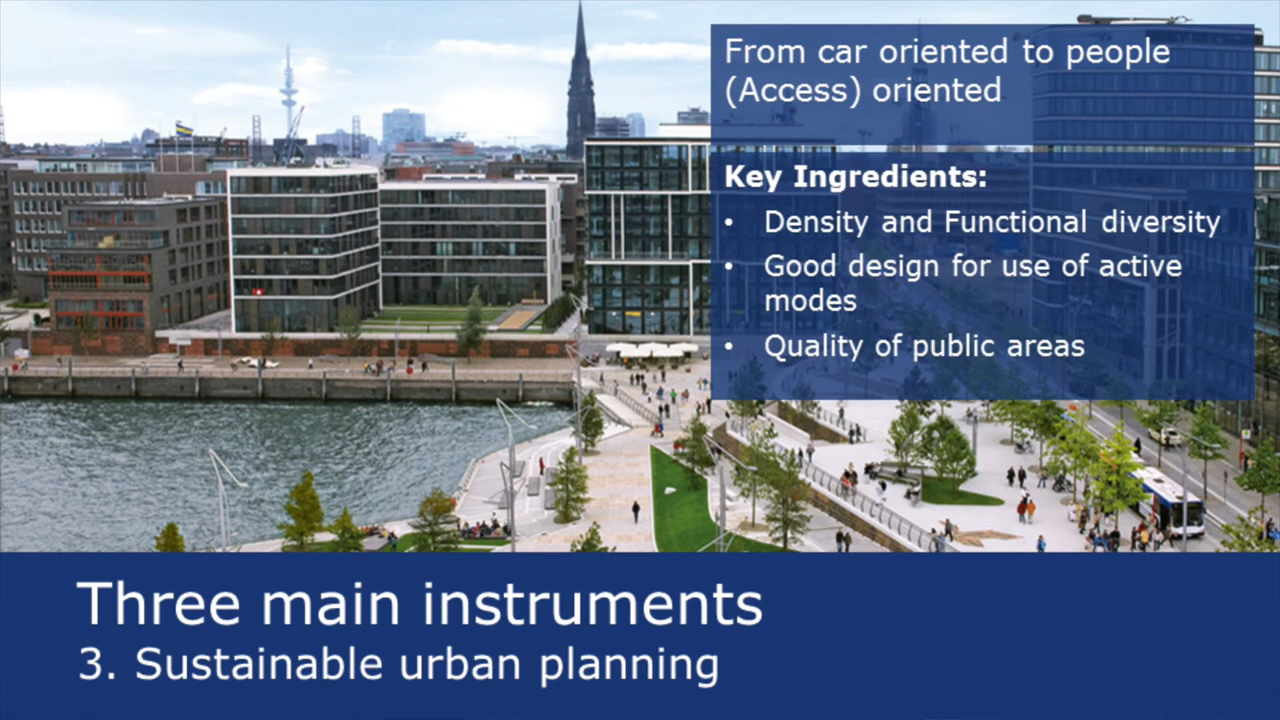 From car oriented to people
(Access) oriented
Key Ingredients:
• Density and Functional diversity
• Good design for use of active
modes
• Quality of public areas
Three main instruments
3. Sustainable urban planning